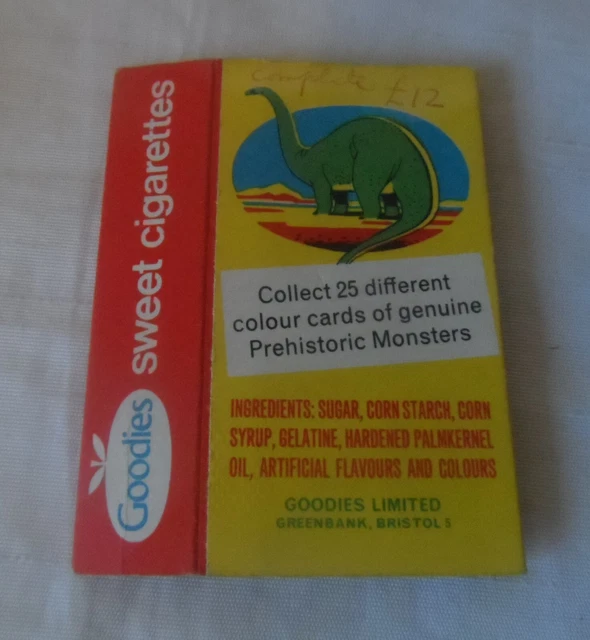 Complete £12
sweet cigarettes
Goodies
Collect 25 different
colour cards of genuine
Prehistoric Monsters
INGREDIENTS: SUGAR, CORN STARCH, CORN
SYRUP, GELATINE, HARDENED PALMKERNEL
OIL, ARTIFICIAL FLAVOURS AND COLOURS
GOODIES LIMITED
GREENBANK, BRISTOL 5